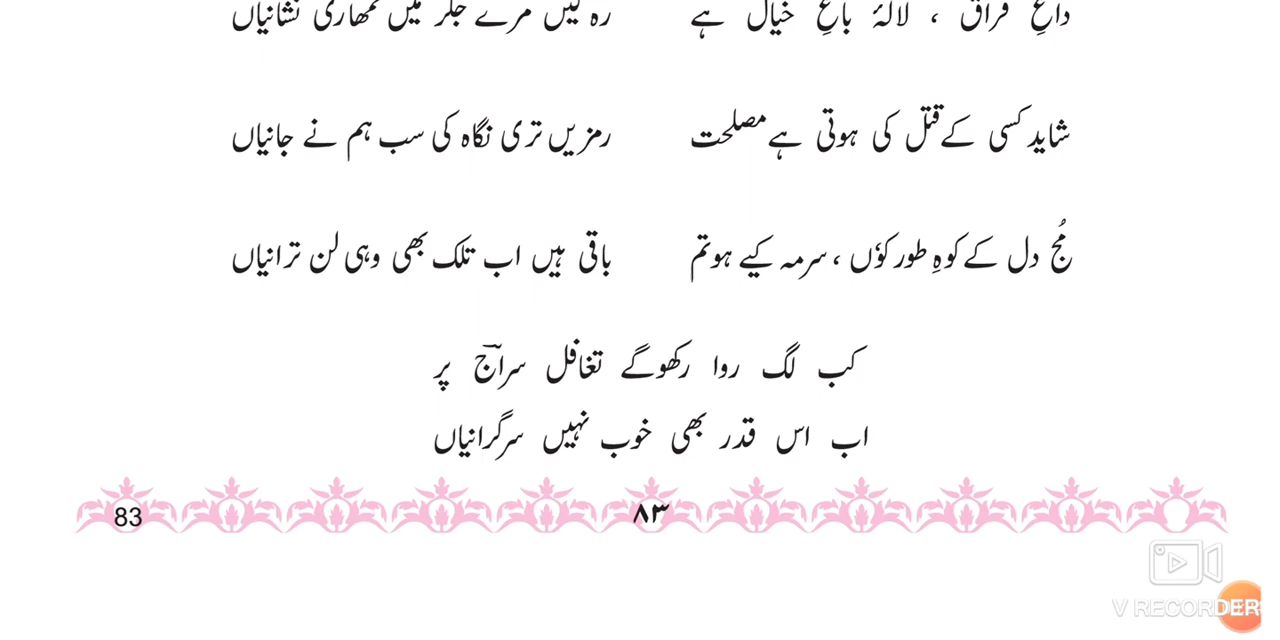 داغِ فراق ، لالۂ باغِ خیال ہے رہ گئیں مرے جگر میں تمھاری نشانیاں
شاید کسی کے قتل کی ہوتی ہے مصلحت رمزیں تری نگاہ کی سب ہم نے جانیاں
مُج دل کے کوہِ طور کوٗں ، سرمہ کیے ہو تم باقی ہیں اب تلک بھی وہی لن ترانیاں
کب لگ روا رکھوگے تغافل سراجؔ پر
اب اس قدر بھی خوب نہیں سرگرانیاں
83 ۸۳
V RECORDER